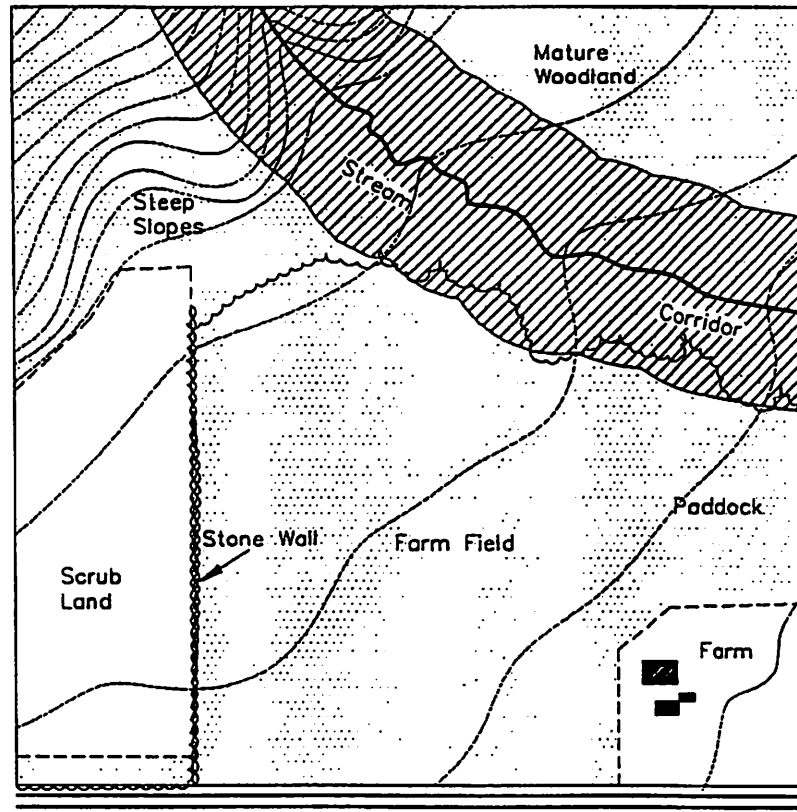 Mature
Woodland
Stream
Steep
Slopes
Corridor
Paddock
Stone Wall
Farm Field
Scrub
Land
Farm